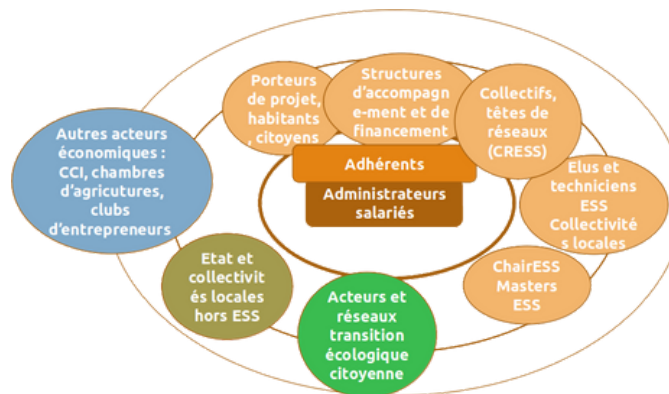 Porteurs
de projet,
habitants
, citoyens
Structures
d'accompagn
e-ment et de
financement
Collectifs,
têtes de
réseaux
(CRESS)
Autres acteurs
économiques :
CCI, chambres
d'agricutures,
clubs
d'entrepreneurs
Adhérents
Administrateurs
salariés
Elus et
techniciens
ESS
Collectivité
s locales
Etat et
collectivit
és locales
hors ESS
ChairESS
Masters
ESS
Acteurs et
réseaux
transition
écologique
citoyenne